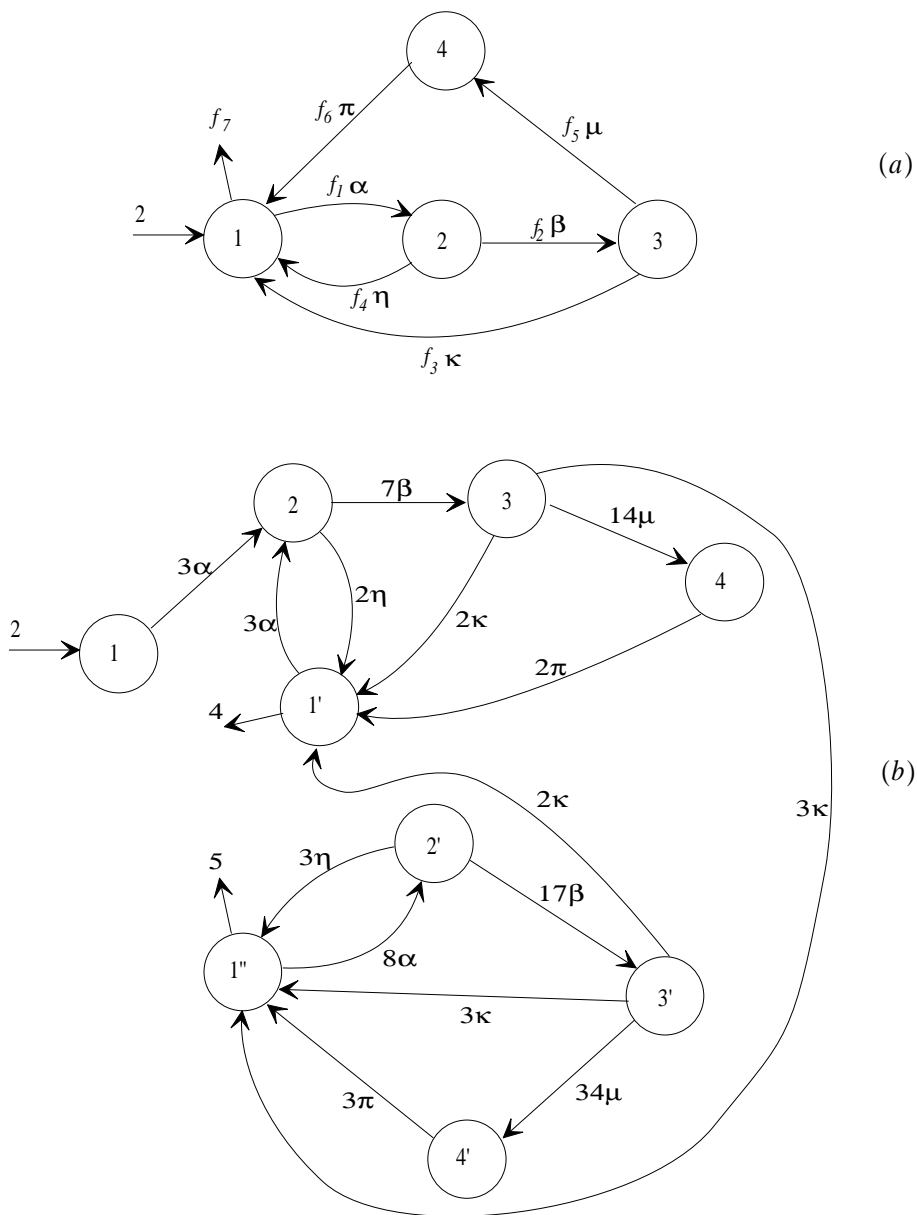 4
f₆ π
f₅ μ
f₇
(a)
f₁ α
2
1
2
f₂ β
3
f₄ η
f₃ κ
7β
2
3
14μ
4
3α
2η
3α
2κ
2
1
2π
1'
4
(b)
2κ
3κ
2'
5
3η
17β
8α
1''
3'
3κ
3π
34μ
4'